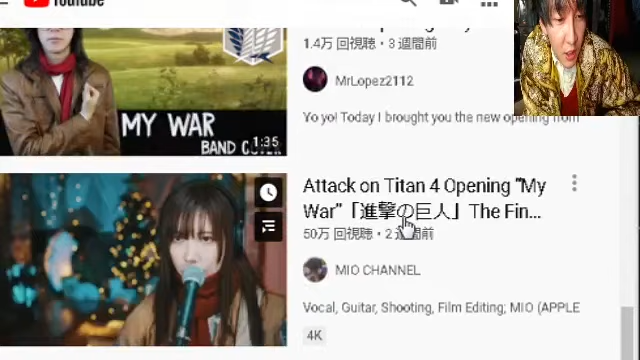 YouTube
1.4万 回視聴・3 週間前
MrLopez2112
Yo yo! Today I brought you the new opening from
MY WAR
BAND
1:35
Attack on Titan 4 Opening "My
War"「進撃の巨人」The Fin...
50万 回視聴・2 週間前
MIO CHANNEL
Vocal, Guitar, Shooting, Film Editing; MIO (APPLE
4K